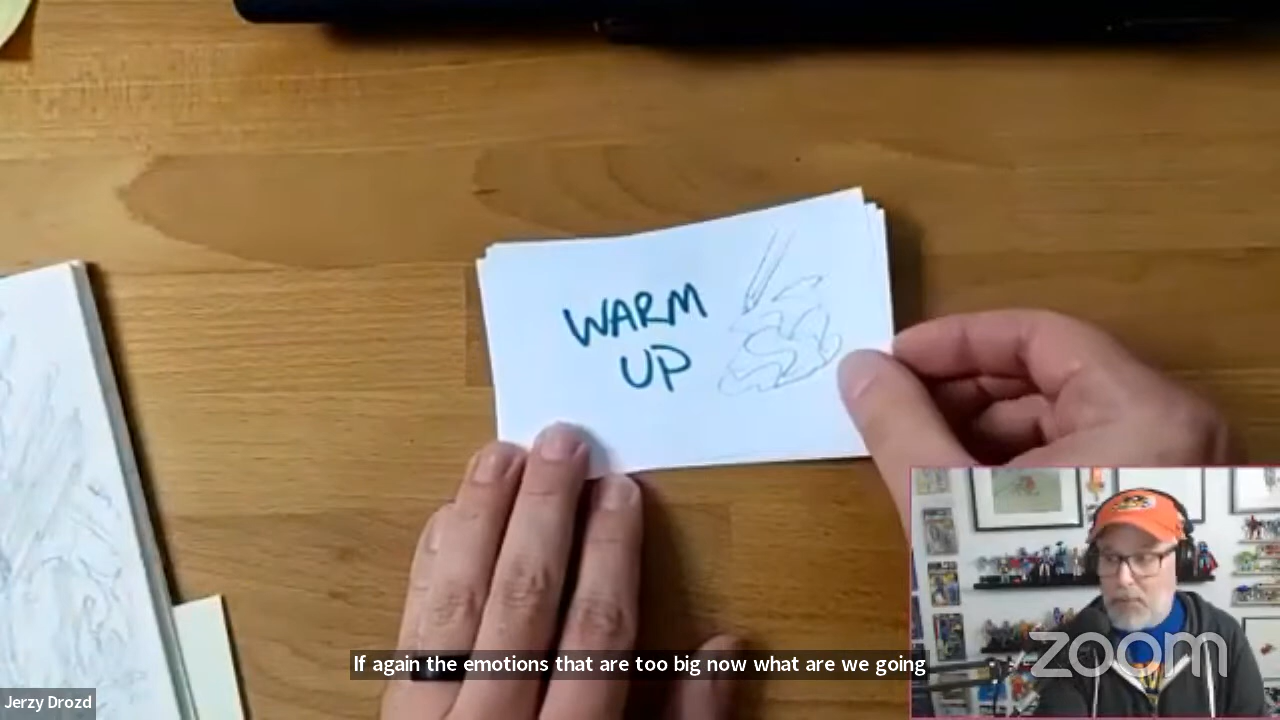 WARM
UP
If again the emotions that are too big now what are we going
Jerzy Drozd
zoom